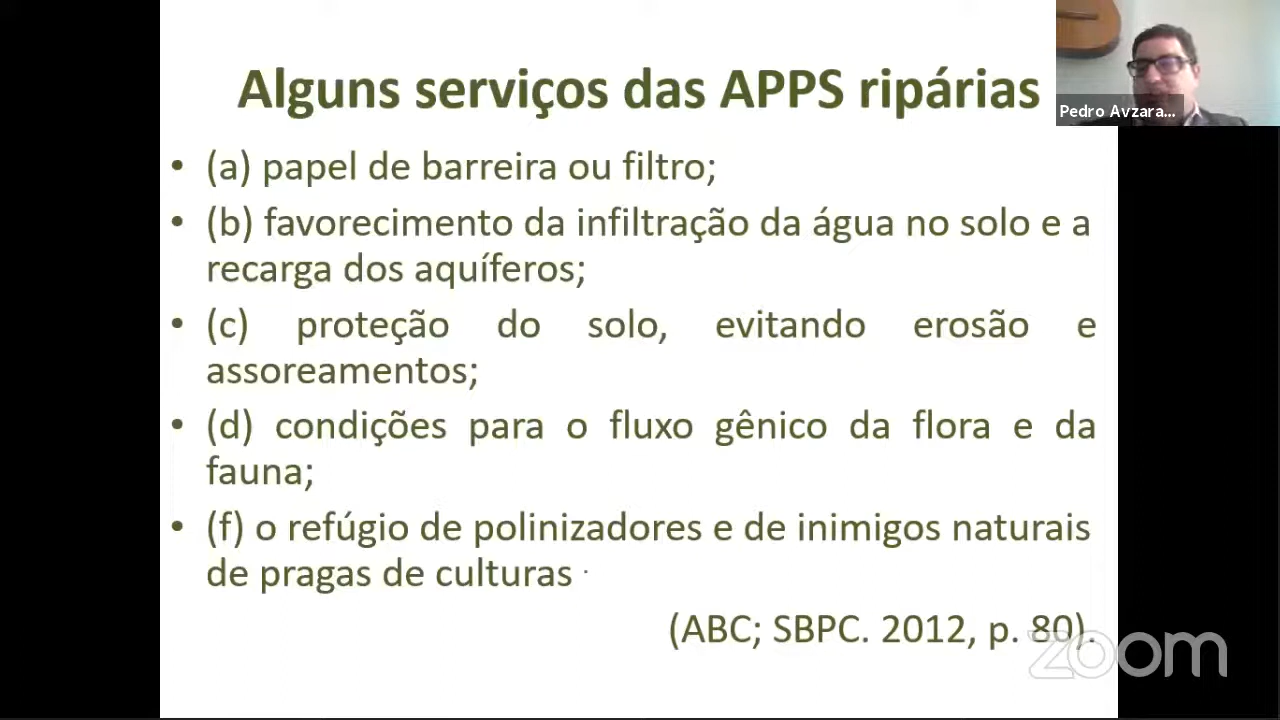 Alguns serviços das APPS ripárias
Pedro Avzara...
• (a) papel de barreira ou filtro;
• (b) favorecimento da infiltração da água no solo e a
recarga dos aquíferos;
• (c) proteção do solo, evitando erosão e
assoreamentos;
• (d) condições para o fluxo gênico da flora e da
fauna;
• (f) o refúgio de polinizadores e de inimigos naturais
de pragas de culturas .
(ABC; SBPC. 2012, p. 80).
zoom